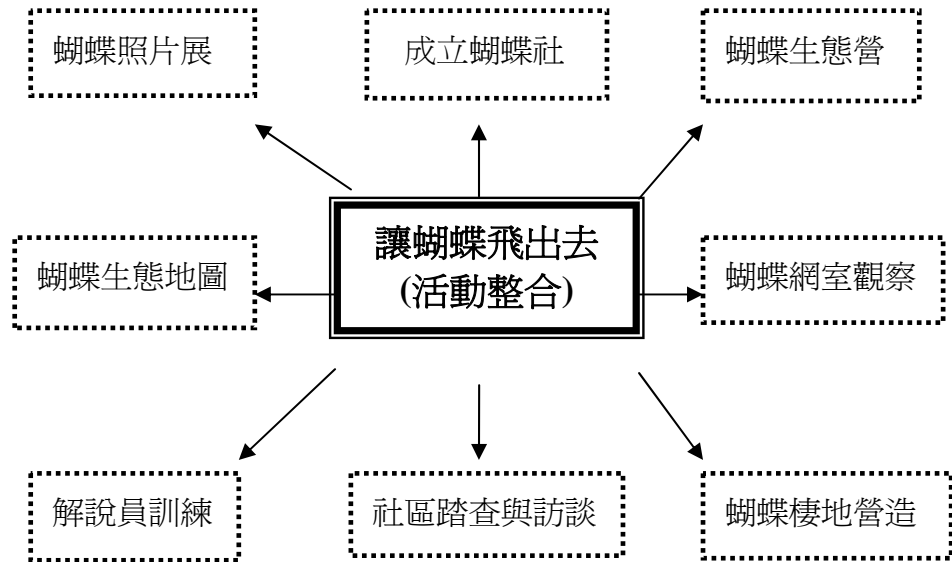 蝴蝶照片展
成立蝴蝶社
蝴蝶生態營
讓蝴蝶飛出去
(活動整合)
蝴蝶生態地圖
蝴蝶網室觀察
解說員訓練
社區踏查與訪談
蝴蝶棲地營造